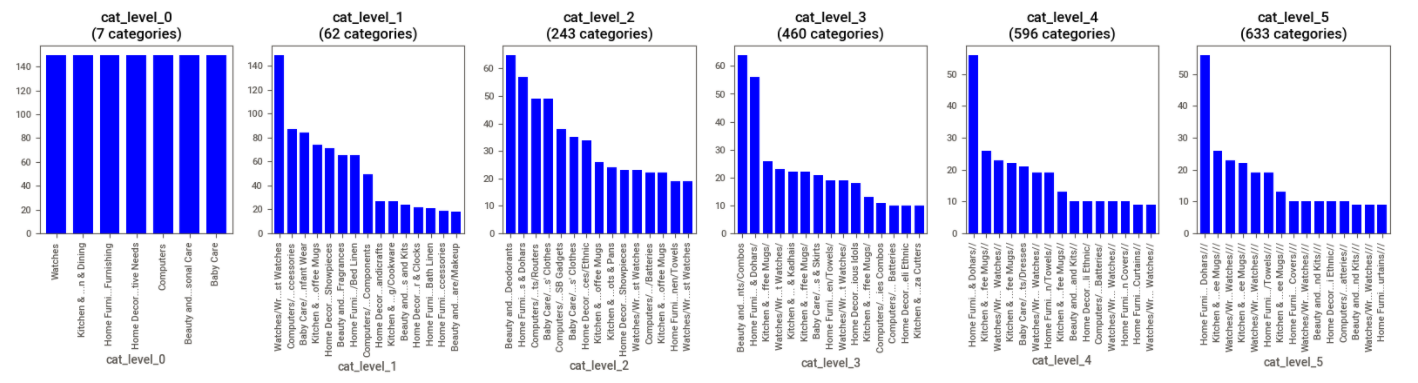 cat_level_0
(7 categories)
cat_level_1
(62 categories)
cat_level_2
(243 categories)
cat_level_3
(460 categories)
cat_level_4
(596 categories)
cat_level_5
(633 categories)
140
120
100
80
60
40
20
0
Watches
Kitchen & ...n & Dining
Home Furni...Furnishing
Home Decor...tive Needs
Computers
Beauty and...sonal Care
Baby Care
cat_level_0
140
120
100
80
60
40
20
0
Watches/Wr...st Watches
Computers/...ccessories
Baby Care/...nfant Wear
Kitchen & ...offee Mugs
Home Decor...Showpieces
Beauty and...Fragrances
Home Furni.../Bed Linen
Computers/...Components
Home Decor...andicrafts
Kitchen & ...g/Cookware
Beauty and...s and Kits
Home Decor...r & Clocks
Home Furni...Bath Linen
Home Furni...ccessories
Beauty and...are/Makeup
cat_level_1
60
50
40
30
20
10
0
Beauty and...Deodorants
Home Furni...s & Dohars
Computers/...ts/Routers
Baby Care/...s Clothes
Computers/...SB Gadgets
Baby Care/...s' Clothes
Home Decor...ces/Ethnic
Kitchen & ...offee Mugs
Kitchen & ...ots & Pans
Home Decor...Showpieces
Watches/Wr...st Watches
Computers/.../Batteries
Kitchen & ...offee Mugs
Home Furni...nen/Towels
Watches/Wr...st Watches
cat_level_2
70
60
50
40
30
20
10
0
Beauty and...nts/Combos
Home Furni... & Dohars/
Kitchen & ...ffee Mugs/
Watches/Wr...t Watches/
Kitchen & ... & Kadhais
Kitchen & ...ffee Mugs/
Baby Care/...s & Skirts
Home Furni...en/Towels/
Watches/Wr...t Watches/
Home Decor...ious Idols
Kitchen & ...ffee Mugs/
Computers/...ies Combos
Computers/...Batteries/
Home Decor...eli Ethnic
Kitchen & ...za Cutters
cat_level_3
50
40
30
20
10
0
Home Furni...& Dohars//
Kitchen & ...fee Mugs//
Watches/Wr... Watches//
Kitchen & ...fee Mugs//
Baby Care/...ts/Dresses
Watches/Wr... Watches//
Home Furni...n/Towels//
Kitchen & ...fee Mugs//
Beauty and...and Kits//
Home Decor...li Ethnic/
Computers/...atteries//
Watches/Wr... Watches//
Home Furni...n Covers//
Home Furni...Curtains//
Watches/Wr... Watches//
cat_level_4
50
40
30
20
10
0
Home Furni... Dohars///
Kitchen & ...ee Mugs///
Watches/Wr...Watches///
Kitchen & ...ee Mugs///
Watches/Wr...Watches///
Home Furni.../Towels///
Kitchen & ...ee Mugs///
Home Furni... Covers///
Watches/Wr...Watches///
Beauty and...nd Kits///
Home Decor...i Ethnic//
Computers/...tteries///
Beauty and...nd Kits///
Watches/Wr...Watches///
Home Furni...urtains///
cat_level_5